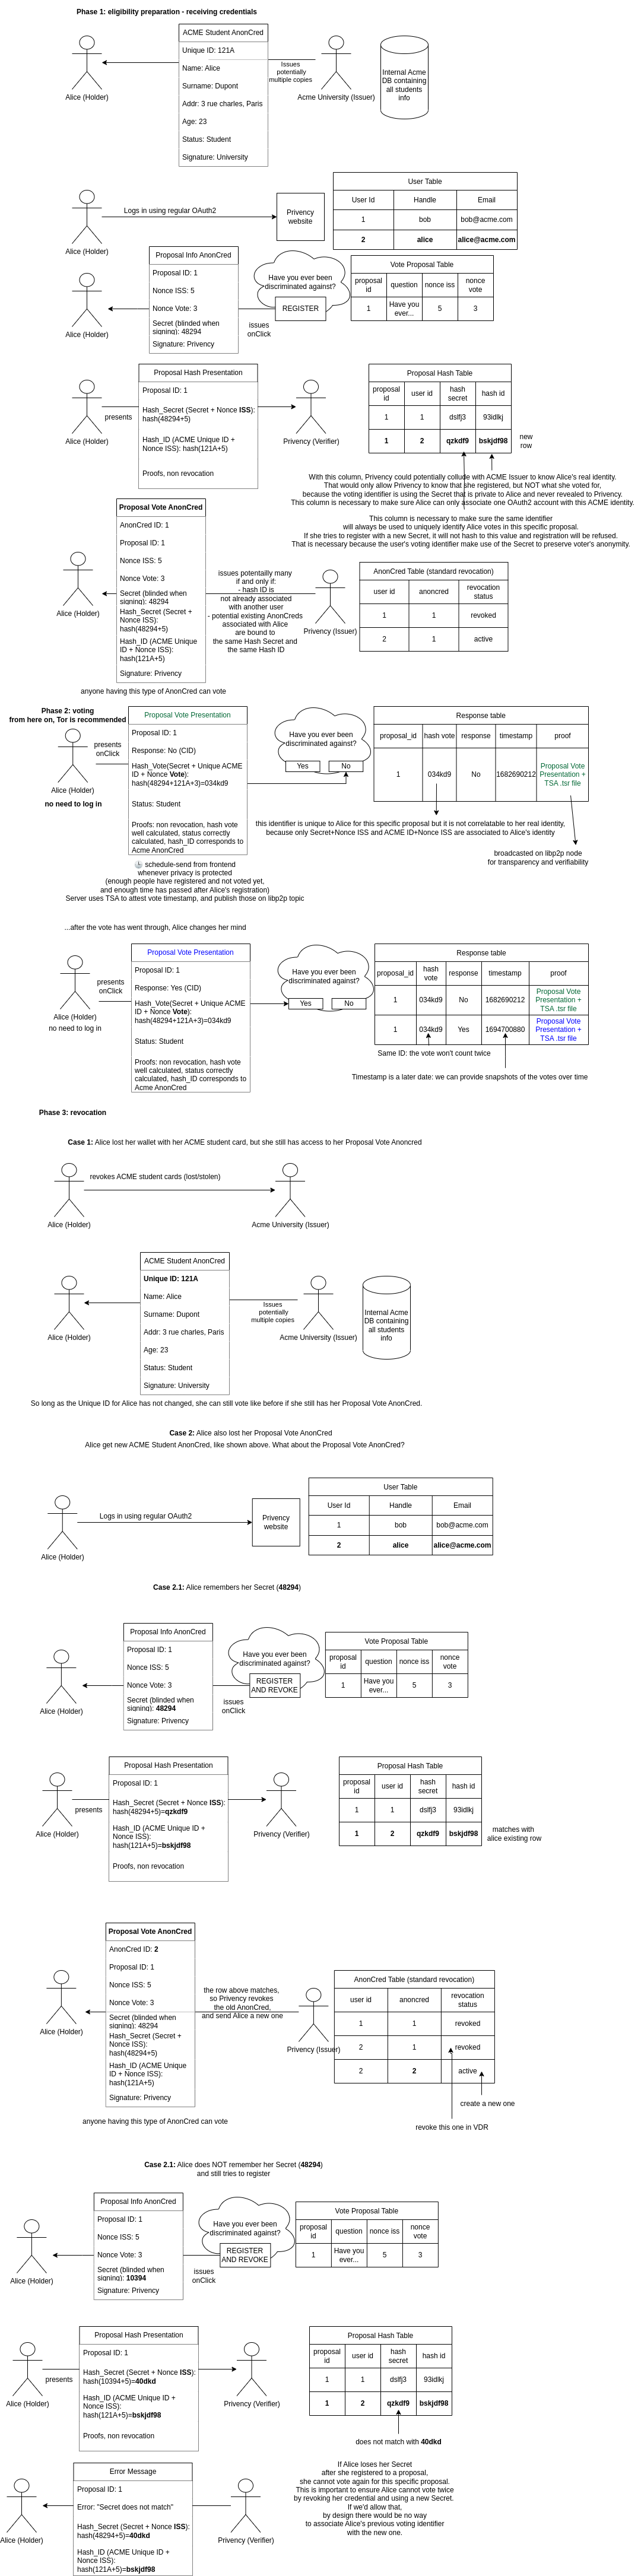 Phase 1: eligibility preparation - receiving credentials
ACME Student AnonCred
Unique ID: 121A
Name: Alice
Surname: Dupont
Addr: 3 rue charles, Paris
Age: 23
Status: Student
Signature: University
Alice (Holder)
Issues
potentially
multiple copies
Acme University (Issuer)
Internal Acme
DB containing
all students
info
Logs in using regular OAuth2
Alice (Holder)
Privency
website
User Table
User Id
Handle
Email
1
bob
bob@acme.com
2
alice
alice@acme.com
Proposal Info AnonCred
Proposal ID: 1
Nonce ISS: 5
Nonce Vote: 3
Secret (blinded when
signing): 48294
Signature: Privency
Alice (Holder)
Have you ever been
discriminated against?
REGISTER
issues
onClick
Vote Proposal Table
proposal
id
question
nonce iss
nonce
vote
1
Have you
ever...
5
3
Proposal Hash Presentation
Proposal ID: 1
Hash_Secret (Secret + Nonce ISS):
hash(48294+5)
Hash_ID (ACME Unique ID +
Nonce ISS): hash(121A+5)
Proofs, non revocation
Alice (Holder)
presents
Privency (Verifier)
Proposal Hash Table
proposal
id
user id
hash
secret
hash id
1
1
dslfj3
93idlkj
1
2
qzkdf9
bskjdf98
new
row
With this column, Privency could potentially collude with ACME Issuer to know Alice's real identity.
That would only allow Privency to know that she registered, but NOT what she voted for,
because the voting identifier is using the Secret that is private to Alice and never revealed to Privency.
This column is necessary to make sure Alice can only associate one OAuth2 account with this ACME identity.
This column is necessary to make sure the same identifier
will always be used to uniquely identify Alice votes in this specific proposal.
If she tries to register with a new Secret, it will not hash to this value and registration will be refused.
That is necessary because the user's voting identifier make use of the Secret to preserve voter's anonymity.
Proposal Vote AnonCred
AnonCred ID: 1
Proposal ID: 1
Nonce ISS: 5
Nonce Vote: 3
Secret (blinded when
signing): 48294
Hash_Secret (Secret +
Nonce ISS):
hash(48294+5)
Hash_ID (ACME Unique
ID + Nonce ISS):
hash(121A+5)
Signature: Privency
Alice (Holder)
issues potentailly many
if and only if:
- hash ID is
not already associated
with another user
- potential existing AnonCreds
associated with Alice
are bound to
the same Hash Secret and
the same Hash ID
Privency (Issuer)
AnonCred Table (standard revocation)
user id
anoncred
revocation
status
1
1
revoked
2
1
active
anyone having this type of AnonCred can vote
Phase 2: voting
from here on, Tor is recommended
Alice (Holder)
no need to log in
presents
onClick
Proposal Vote Presentation
Proposal ID: 1
Response: No (CID)
Hash_Vote(Secret + Unique ACME
ID + Nonce Vote):
hash(48294+121A+3)=034kd9
Status: Student
Proofs: non revocation, hash vote
well calculated, status correctly
calculated, hash_ID corresponds to
Acme AnonCred
Have you ever been
discriminated against?
Yes
No
Response table
proposal_id
hash vote
response
timestamp
proof
1
034kd9
No
1682690212
Proposal Vote
Presentation +
TSA .tsr file
this identifier is unique to Alice for this specific proposal but it is not correlatable to her real identity,
because only Secret+Nonce ISS and ACME ID+Nonce ISS are associated to Alice's identity
broadcasted on libp2p node
for transparency and verifiability
schedule-send from frontend
whenever privacy is protected
(enough people have registered and not voted yet,
and enough time has passed after Alice's registration)
Server uses TSA to attest vote timestamp, and publish those on libp2p topic
...after the vote has went through, Alice changes her mind
Alice (Holder)
no need to log in
presents
onClick
Proposal Vote Presentation
Proposal ID: 1
Response: Yes (CID)
Hash_Vote(Secret + Unique ACME
ID + Nonce Vote):
hash(48294+121A+3)=034kd9
Status: Student
Proofs: non revocation, hash vote
well calculated, status correctly
calculated, hash_ID corresponds to
Acme AnonCred
Have you ever been
discriminated against?
Yes
No
Response table
proposal_id
hash
vote
response
timestamp
proof
1
034kd9
No
1682690212
Proposal Vote
Presentation +
TSA .tsr file
1
034kd9
Yes
1694700880
Proposal Vote
Presentation +
TSA .tsr file
Same ID: the vote won't count twice
Timestamp is a later date: we can provide snapshots of the votes over time
Phase 3: revocation
Case 1: Alice lost her wallet with her ACME student card, but she still has access to her Proposal Vote Anoncred
revokes ACME student cards (lost/stolen)
Alice (Holder)
Acme University (Issuer)
ACME Student AnonCred
Unique ID: 121A
Name: Alice
Surname: Dupont
Addr: 3 rue charles, Paris
Age: 23
Status: Student
Signature: University
Alice (Holder)
Issues
potentially
multiple copies
Acme University (Issuer)
Internal Acme
DB containing
all students
info
So long as the Unique ID for Alice has not changed, she can still vote like before if she still has her Proposal Vote AnonCred.
Case 2: Alice also lost her Proposal Vote AnonCred
Alice get new ACME Student AnonCred, like shown above. What about the Proposal Vote AnonCred?
Logs in using regular OAuth2
Alice (Holder)
Privency
website
User Table
User Id
Handle
Email
1
bob
bob@acme.com
2
alice
alice@acme.com
Case 2.1: Alice remembers her Secret (48294)
Proposal Info AnonCred
Proposal ID: 1
Nonce ISS: 5
Nonce Vote: 3
Secret (blinded when
signing): 48294
Signature: Privency
Alice (Holder)
Have you ever been
discriminated against?
REGISTER
AND REVOKE
issues
onClick
Vote Proposal Table
proposal
id
question
nonce iss
nonce
vote
1
Have you
ever...
5
3
Proposal Hash Presentation
Proposal ID: 1
Hash_Secret (Secret + Nonce ISS):
hash(48294+5)=qzkdf9
Hash_ID (ACME Unique ID +
Nonce ISS):
hash(121A+5)=bskjdf98
Proofs, non revocation
Alice (Holder)
presents
Privency (Verifier)
Proposal Hash Table
proposal
id
user id
hash
secret
hash id
1
1
dslfj3
93idlkj
1
2
qzkdf9
bskjdf98
matches with
alice existing row
Proposal Vote AnonCred
AnonCred ID: 2
Proposal ID: 1
Nonce ISS: 5
Nonce Vote: 3
Secret (blinded when
signing): 48294
Hash_Secret (Secret +
Nonce ISS):
hash(48294+5)
Hash_ID (ACME Unique
ID + Nonce ISS):
hash(121A+5)
Signature: Privency
Alice (Holder)
the row above matches,
so Privency revokes
the old AnonCred,
and send Alice a new one
Privency (Issuer)
AnonCred Table (standard revocation)
user id
anoncred
revocation
status
1
1
revoked
2
1
revoked
2
2
active
create a new one
revoke this one in VDR
anyone having this type of AnonCred can vote
Case 2.1: Alice does NOT remember her Secret (48294)
and still tries to register
Proposal Info AnonCred
Proposal ID: 1
Nonce ISS: 5
Nonce Vote: 3
Secret (blinded when
signing): 10394
Signature: Privency
Alice (Holder)
Have you ever been
discriminated against?
REGISTER
AND REVOKE
issues
onClick
Vote Proposal Table
proposal
id
question
nonce iss
nonce
vote
1
Have you
ever...
5
3
Proposal Hash Presentation
Proposal ID: 1
Hash_Secret (Secret + Nonce ISS):
hash(10394+5)=40dkd
Hash_ID (ACME Unique ID +
Nonce ISS):
hash(121A+5)=bskjdf98
Proofs, non revocation
Alice (Holder)
presents
Privency (Verifier)
Proposal Hash Table
proposal
id
user id
hash
secret
hash id
1
1
dslfj3
93idlkj
1
2
qzkdf9
bskjdf98
does not match with 40dkd
Error Message
Proposal ID: 1
Error: "Secret does not match"
Hash_Secret (Secret + Nonce ISS):
hash(48294+5)=40dkd
Hash_ID (ACME Unique ID +
Nonce ISS):
hash(121A+5)=bskjdf98
Alice (Holder)
Privency (Verifier)
If Alice loses her Secret
after she registered to a proposal,
she cannot vote again for this specific proposal.
This is important to ensure Alice cannot vote twice
by revoking her credential and using a new Secret.
If we'd allow that,
by design there would be no way
to associate Alice's previous voting identifier
with the new one.